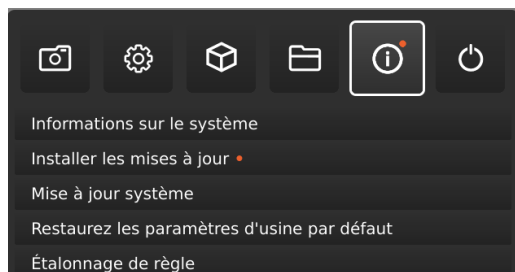 Informations sur le système
Installer les mises à jour
Mise à jour système
Restaurez les paramètres d'usine par défaut
Étalonnage de règle